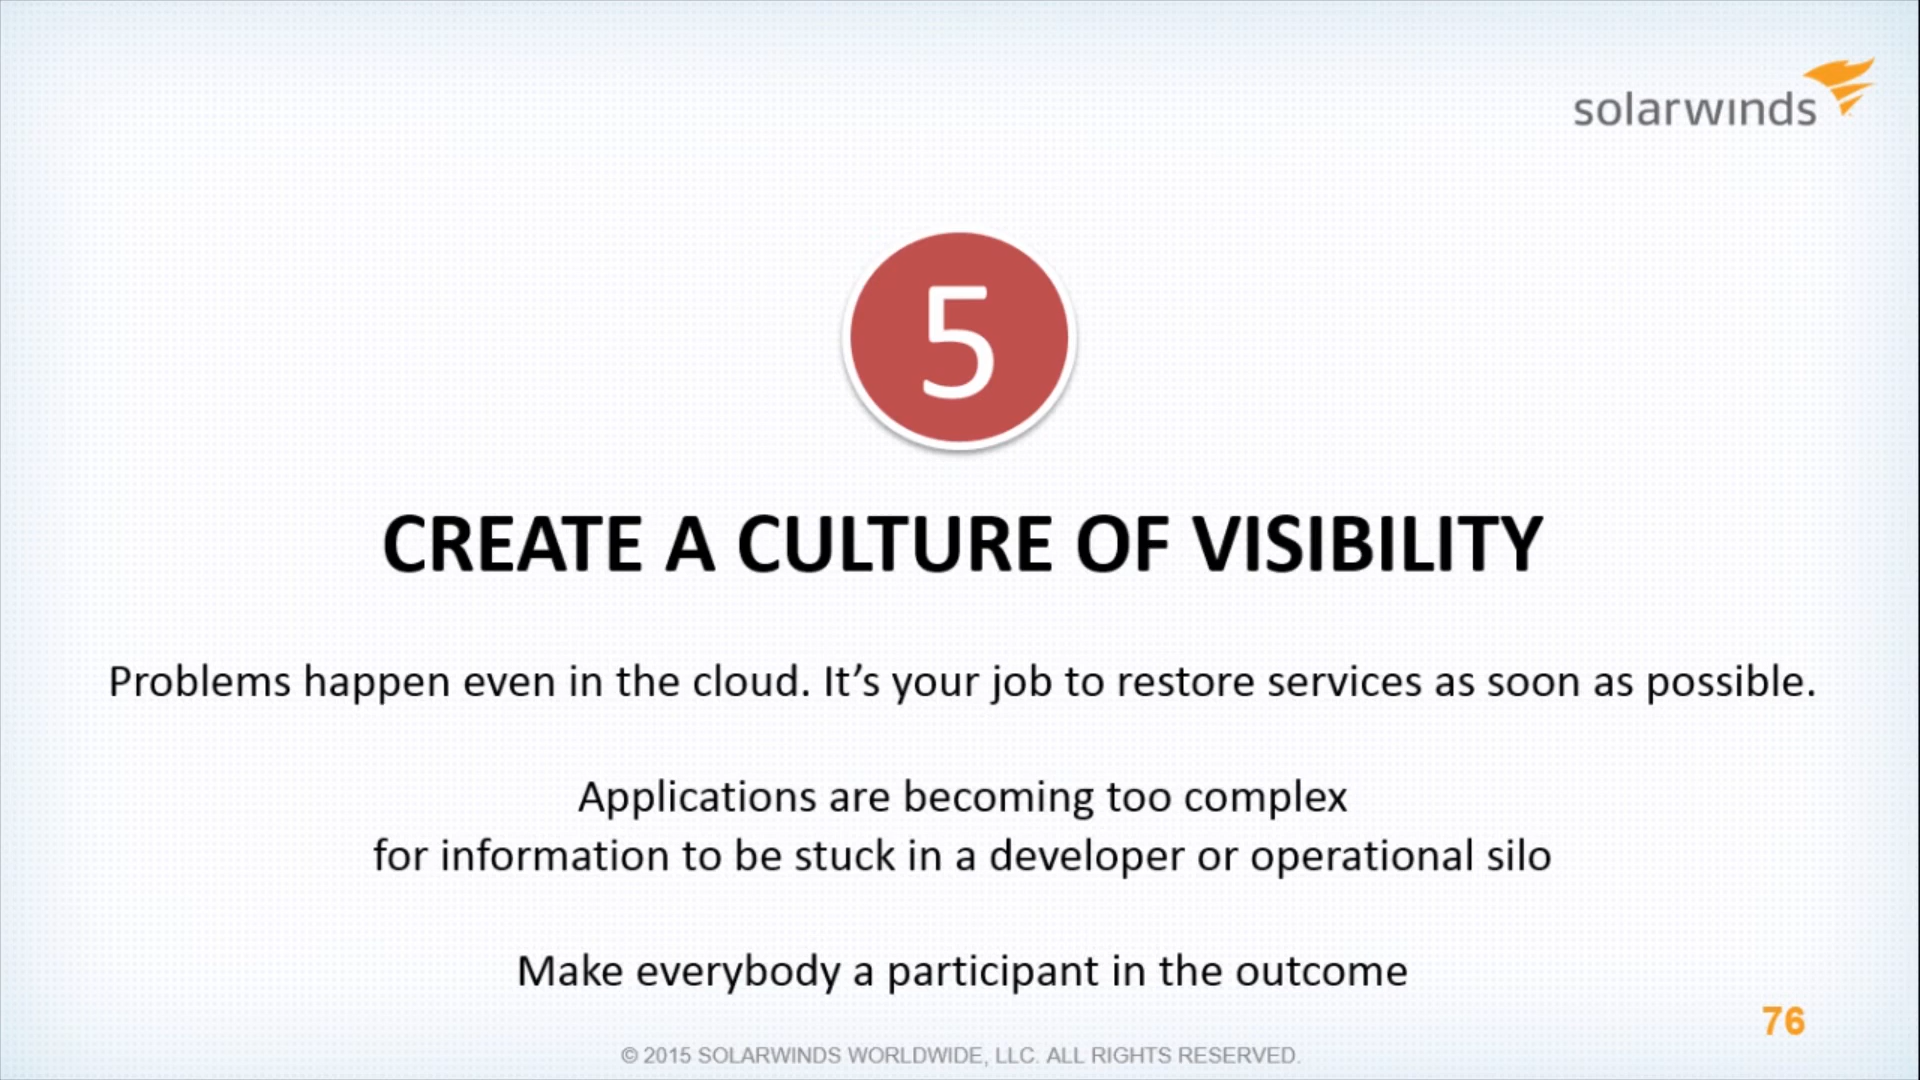 solarwinds
5
CREATE A CULTURE OF VISIBILITY
Problems happen even in the cloud. It’s your job to restore services as soon as possible.
Applications are becoming too complex
for information to be stuck in a developer or operational silo
Make everybody a participant in the outcome
76
© 2015 SOLARWINDS WORLDWIDE, LLC. ALL RIGHTS RESERVED.